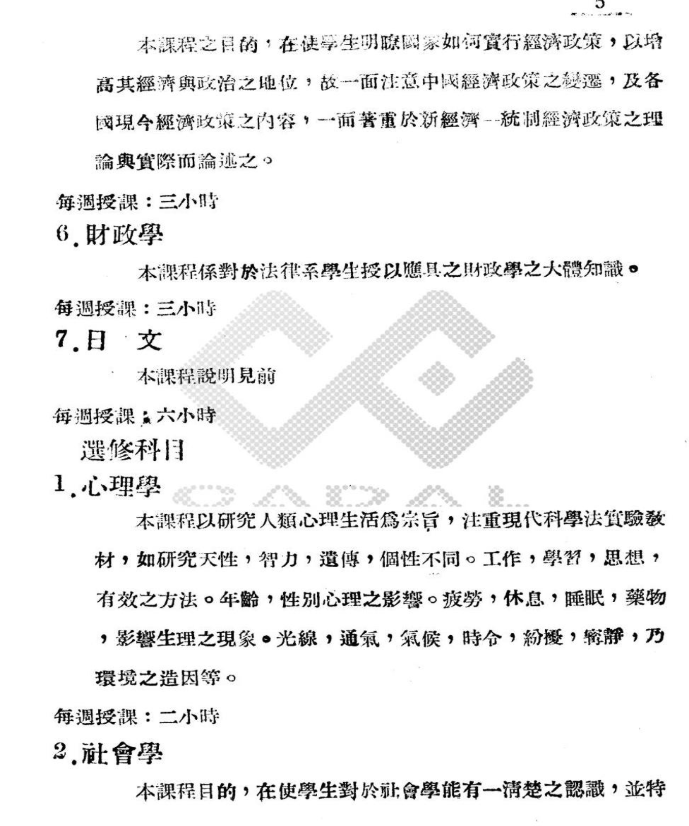 5
本課程之目的，在使學生明瞭國家如何實行經濟政策，以增
高其經濟與政治之地位，故一面注意中國經濟政策之變遷，及各
國現今經濟政策之内容，一面著重於新經濟--統制經濟政策之理
論與實際而論述之。
每週授課：三小時
6.財政學
本課程係對於法律系學生授以應具之財政學之大體知識。
每週授課：三小時
7.日 文
本課程說明見前
每週授課：六小時
選修科目
1.心理學
本課程以研究人類心理生活爲宗旨，注重現代科學法實驗敎
材，如研究天性，智力，遺傳，個性不同。工作，學習，思想，
有效之方法。年齡，性別心理之影響。疲勞，休息，睡眠，藥物
，影響生理之現象。光線，通氣，氣候，時令，紛擾，寗靜，乃
環境之造因等。
每週授課：二小時
2.社會學
本課程目的，在使學生對於社會學能有一清楚之認識，並特
CADAL